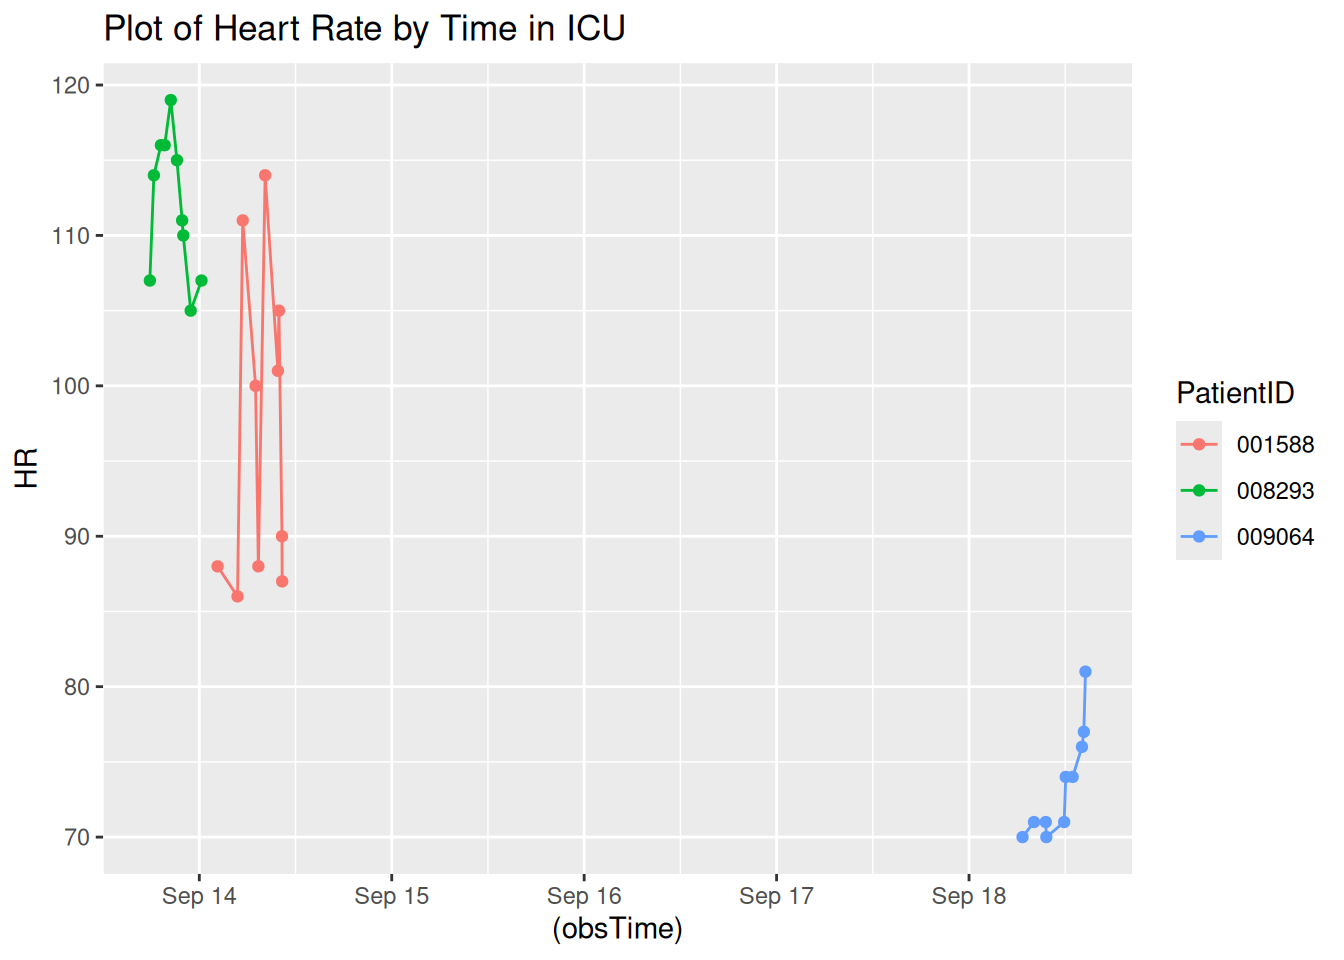 Plot of Heart Rate by Time in ICU
120
110
100
90
80
70
HR
Sep 14
Sep 15
Sep 16
Sep 17
Sep 18
(obsTime)
PatientID
001588
008293
009064